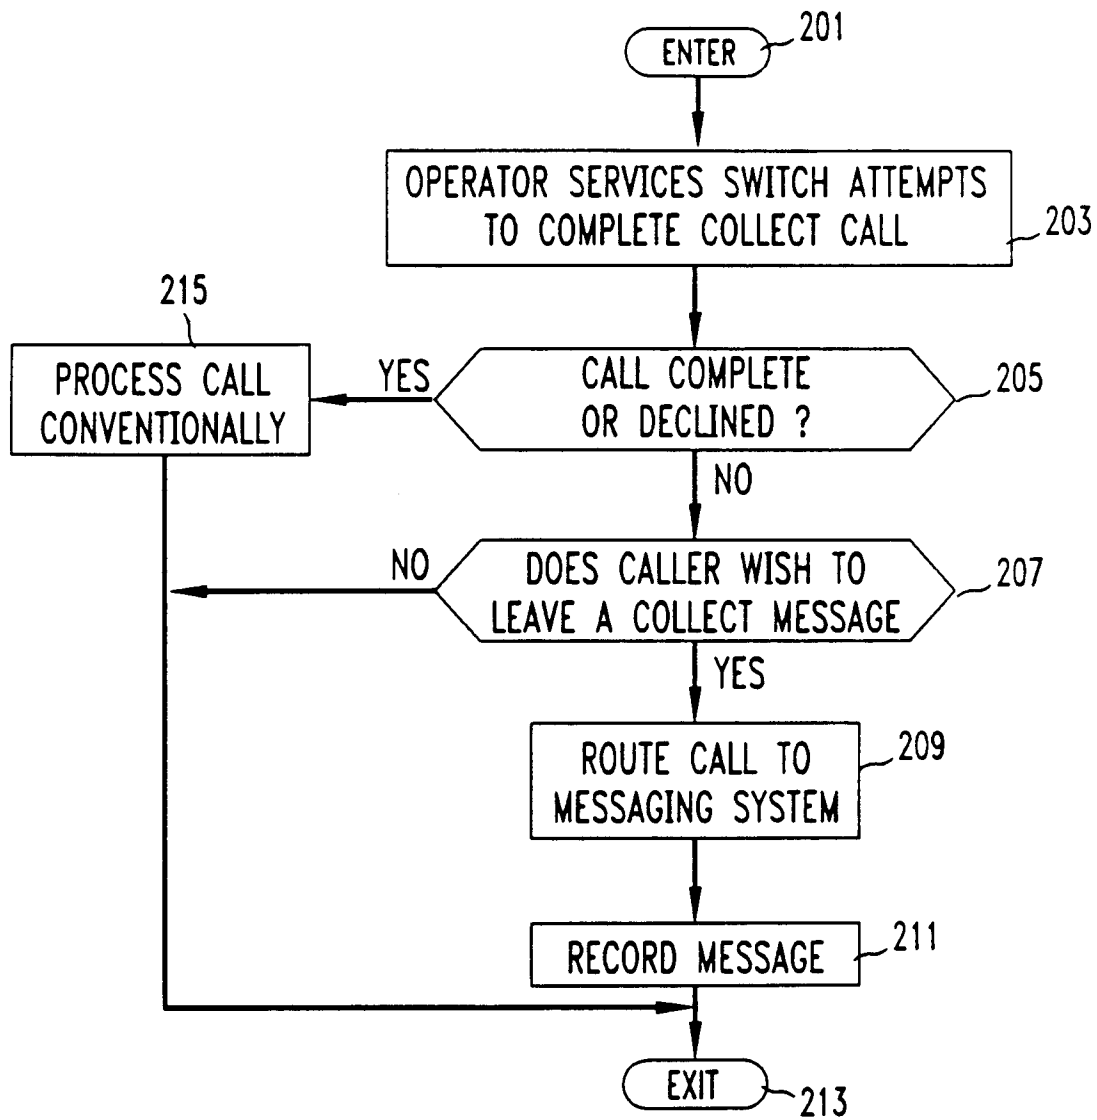 ENTER
201
OPERATOR SERVICES SWITCH ATTEMPTS
TO COMPLETE COLLECT CALL
203
215
PROCESS CALL
CONVENTIONALLY
YES
CALL COMPLETE
OR DECLINED ?
205
NO
NO
DOES CALLER WISH TO
LEAVE A COLLECT MESSAGE
207
YES
ROUTE CALL TO
MESSAGING SYSTEM
209
RECORD MESSAGE
211
EXIT
213